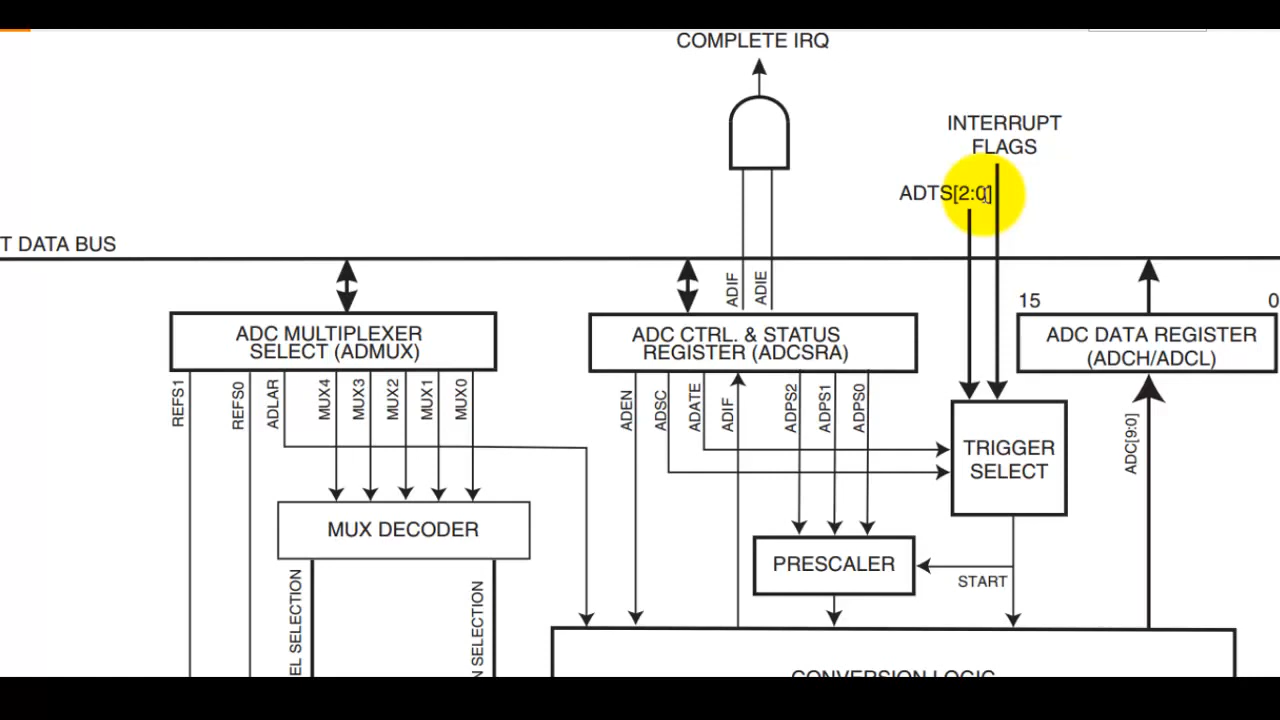 COMPLETE IRQ
INTERRUPT
FLAGS
ADTS[2:0]
T DATA BUS
ADIF
ADIE
15
0
ADC MULTIPLEXER
SELECT (ADMUX)
ADC CTRL. & STATUS
REGISTER (ADCSRA)
ADC DATA REGISTER
(ADCH/ADCL)
REFS1
REFS0
ADLAR
MUX4
MUX3
MUX2
MUX1
MUX0
ADEN
ADSC
ADATE
ADIF
ADPS2
ADPS1
ADPS0
ADC[9:0]
TRIGGER
SELECT
MUX DECODER
PRESCALER
START
EL SELECTION
N SELECTION
CONVERSION LOGIC